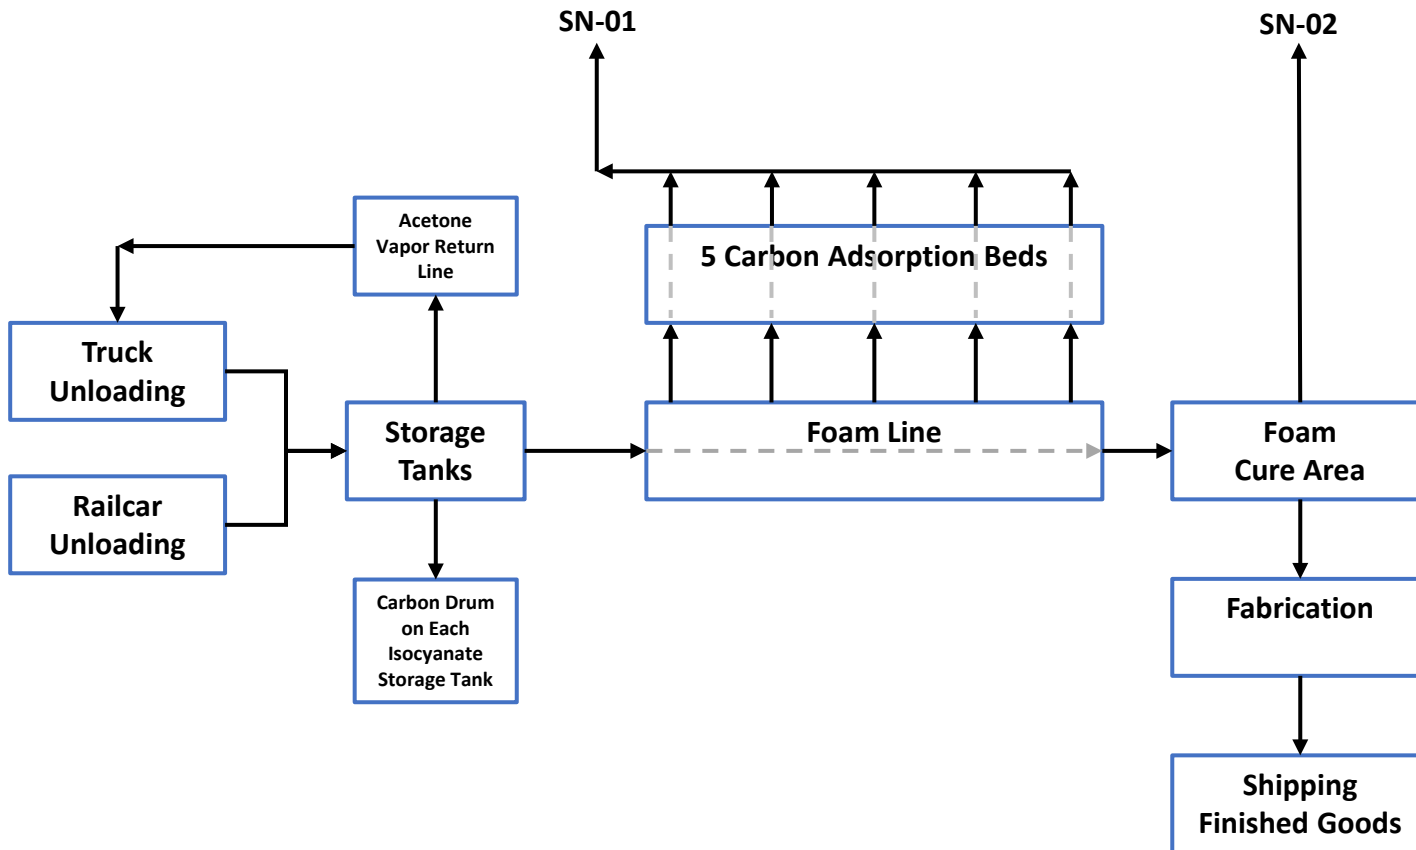 SN-01
SN-02
Acetone
Vapor Return
Line
5 Carbon Adsorption Beds
Truck
Unloading
Storage
Tanks
Foam Line
Foam
Cure Area
Railcar
Unloading
Carbon Drum
on Each
Isocyanate
Storage Tank
Fabrication
Shipping
Finished Goods